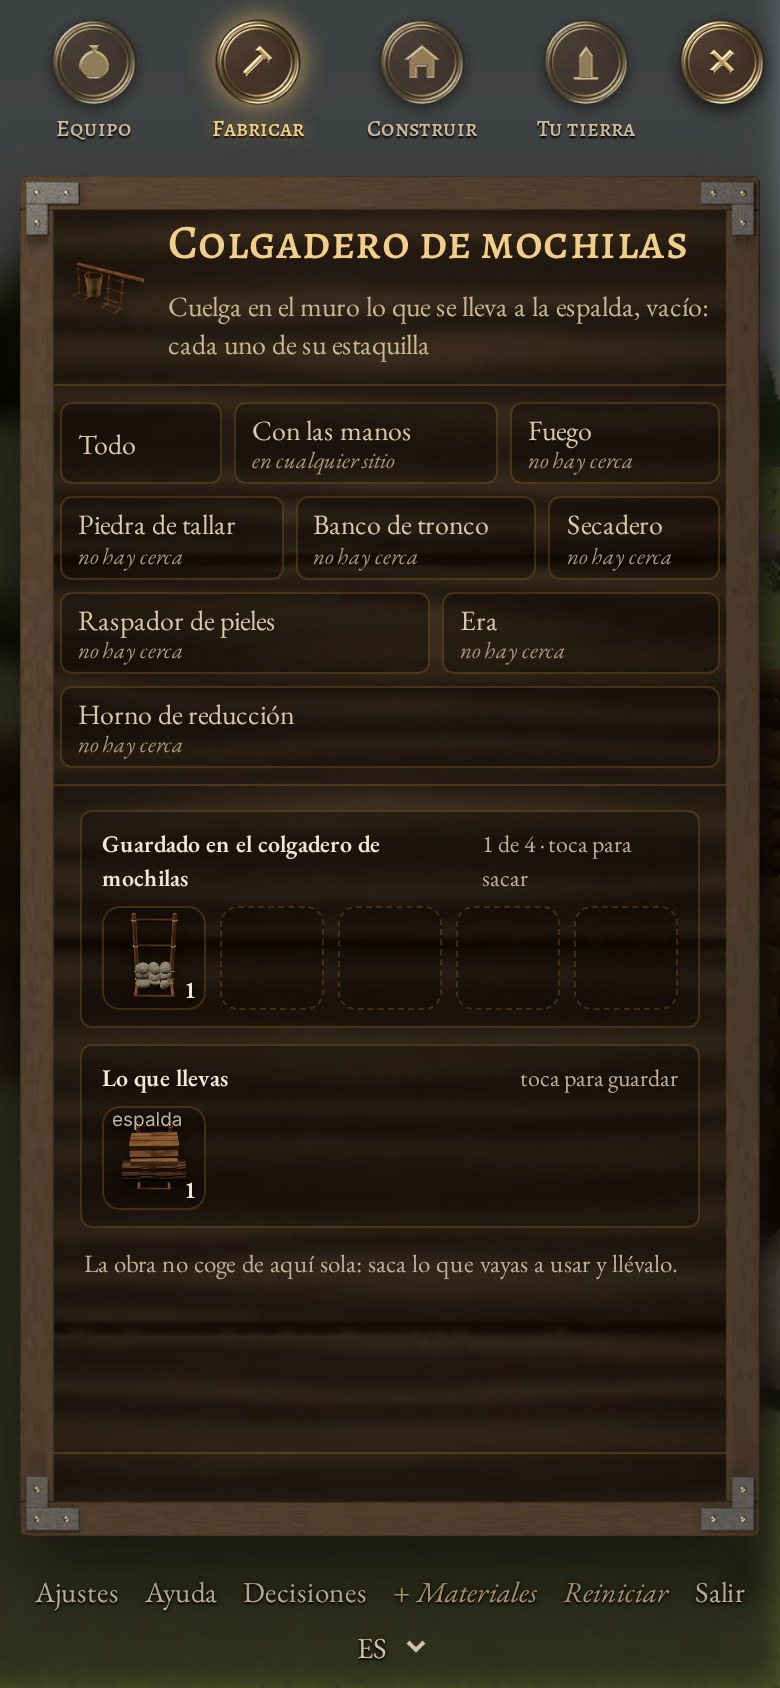 Equipo
Fabricar
Construir
Tu tierra
Colgadero de mochilas
Cuelga en el muro lo que se lleva a la espalda, vacío:
cada uno de su estaquilla
Todo
Con las manos
en cualquier sitio
Fuego
no hay cerca
Piedra de tallar
no hay cerca
Banco de tronco
no hay cerca
Secadero
no hay cerca
Raspador de pieles
no hay cerca
Era
no hay cerca
Horno de reducción
no hay cerca
Guardado en el colgadero de
mochilas
1 de 4 · toca para
sacar
1
Lo que llevas
toca para guardar
espalda
1
La obra no coge de aquí sola: saca lo que vayas a usar y llévalo.
Ajustes Ayuda Decisiones + Materiales Reiniciar Salir
ES